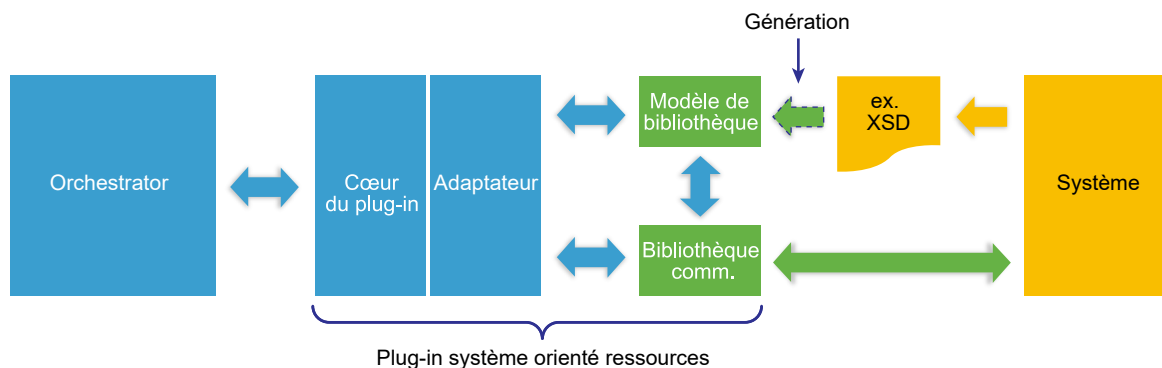 Génération
Orchestrator
Cœur
du plug-in
Adaptateur
Modèle de
bibliothèque
ex.
XSD
Système
Bibliothèque
comm.
Plug-in système orienté ressources